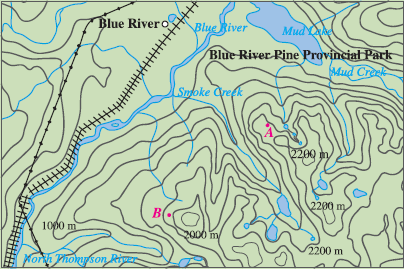 Blue River
Blue River
Mud Lake
Blue River Pine Provincial Park
Mud Creek
Smoke Creek
A
2200 m
2200 m
B
1000 m
2000 m
2200 m
North Thompson River